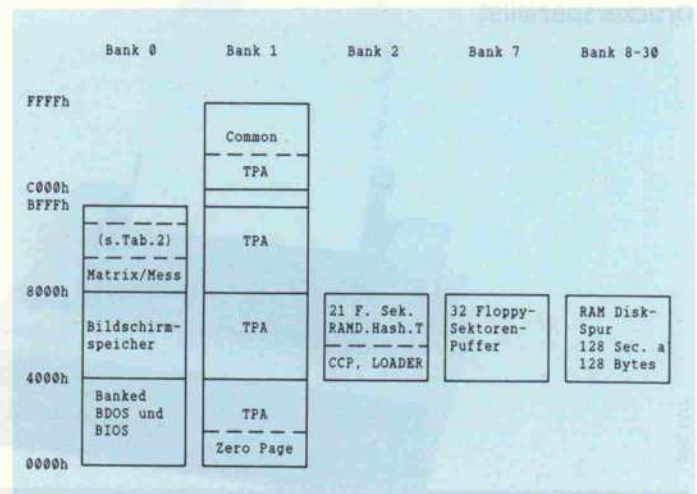 Bank 0 Bank 1 Bank 2 Bank 7 Bank 8-30
FFFFh
Common
TPA
C000h
BFFFh
(s.Tab.2)
TPA
Matrix/Mess
8000h
Bildschirm-
speicher
TPA
21 F. Sek.
RAMD.Hash.T
CCP, LOADER
32 Floppy-
Sektoren-
Puffer
RAM Disk-
Spur
128 Sec. a
128 Bytes
4000h
Banked
BDOS und
BIOS
TPA
Zero Page
0000h